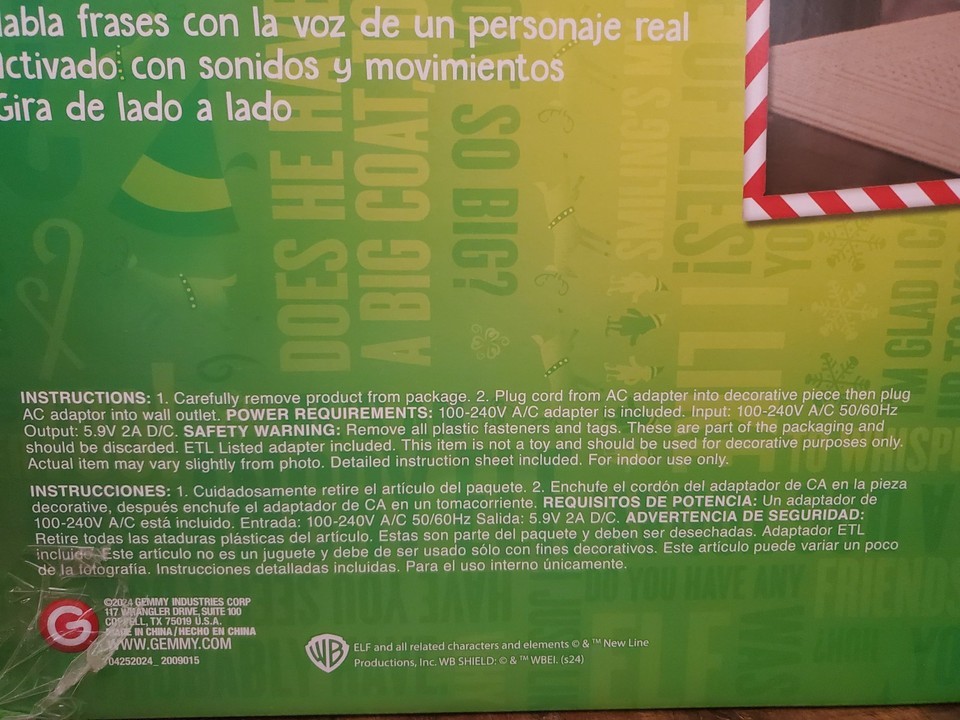 frases con la voz de un personaje real
con sonidos y movimientos
Gira de lado a lado
DOES HE HAVE
A BIG COAT,
SO BIG?
SMILING'S M
I'M GLAD I C
INSTRUCTIONS: 1. Carefully remove product from package. 2. Plug cord from AC adapter into decorative piece then plug
AC adaptor into wall outlet. POWER REQUIREMENTS: 100-240V A/C adapter is included. Input: 100-240V A/C 50/60Hz
Output: 5.9V 2A D/C. SAFETY WARNING: Remove all plastic fasteners and tags. These are part of the packaging and
should be discarded. ETL Listed adapter included. This item is not a toy and should be used for decorative purposes only.
Actual item may vary slightly from photo. Detailed instruction sheet included. For indoor use only.
TO WHISP
INSTRUCCIONES: 1. Cuidadosamente retire el artículo del paquete. 2. Enchufe el cordón del adaptador de CA en la pieza
decorative, después enchufe el adaptador de CA en un tomacorriente. REQUISITOS DE POTENCIA: Un adaptador de
100-240V A/C está incluido. Entrada: 100-240V A/C 50/60Hz Salida: 5.9V 2A D/C. ADVERTENCIA DE SEGURIDAD:
Retire todas las ataduras plásticas del artículo. Estas son parte del paquete y deben ser desechadas. Adaptador ETL
incluido. Este artículo no es un juguete y debe de ser usado sólo con fines decorativos. Este artículo puede variar un poco
de la fotografía. Instrucciones detalladas incluidas. Para el uso interno únicamente.
DO YOU HAVE ANY
G
©2024 GEMMY INDUSTRIES CORP
117 WRANGLER DRIVE, SUITE 100
COPPELL, TX 75019 U.S.A.
MADE IN CHINA / HECHO EN CHINA
WWW.GEMMY.COM
04252024_ 2009015
WB
ELF and all related characters and elements © & ™ New Line
Productions, Inc. WB SHIELD: © & ™ WBEI. (s24)